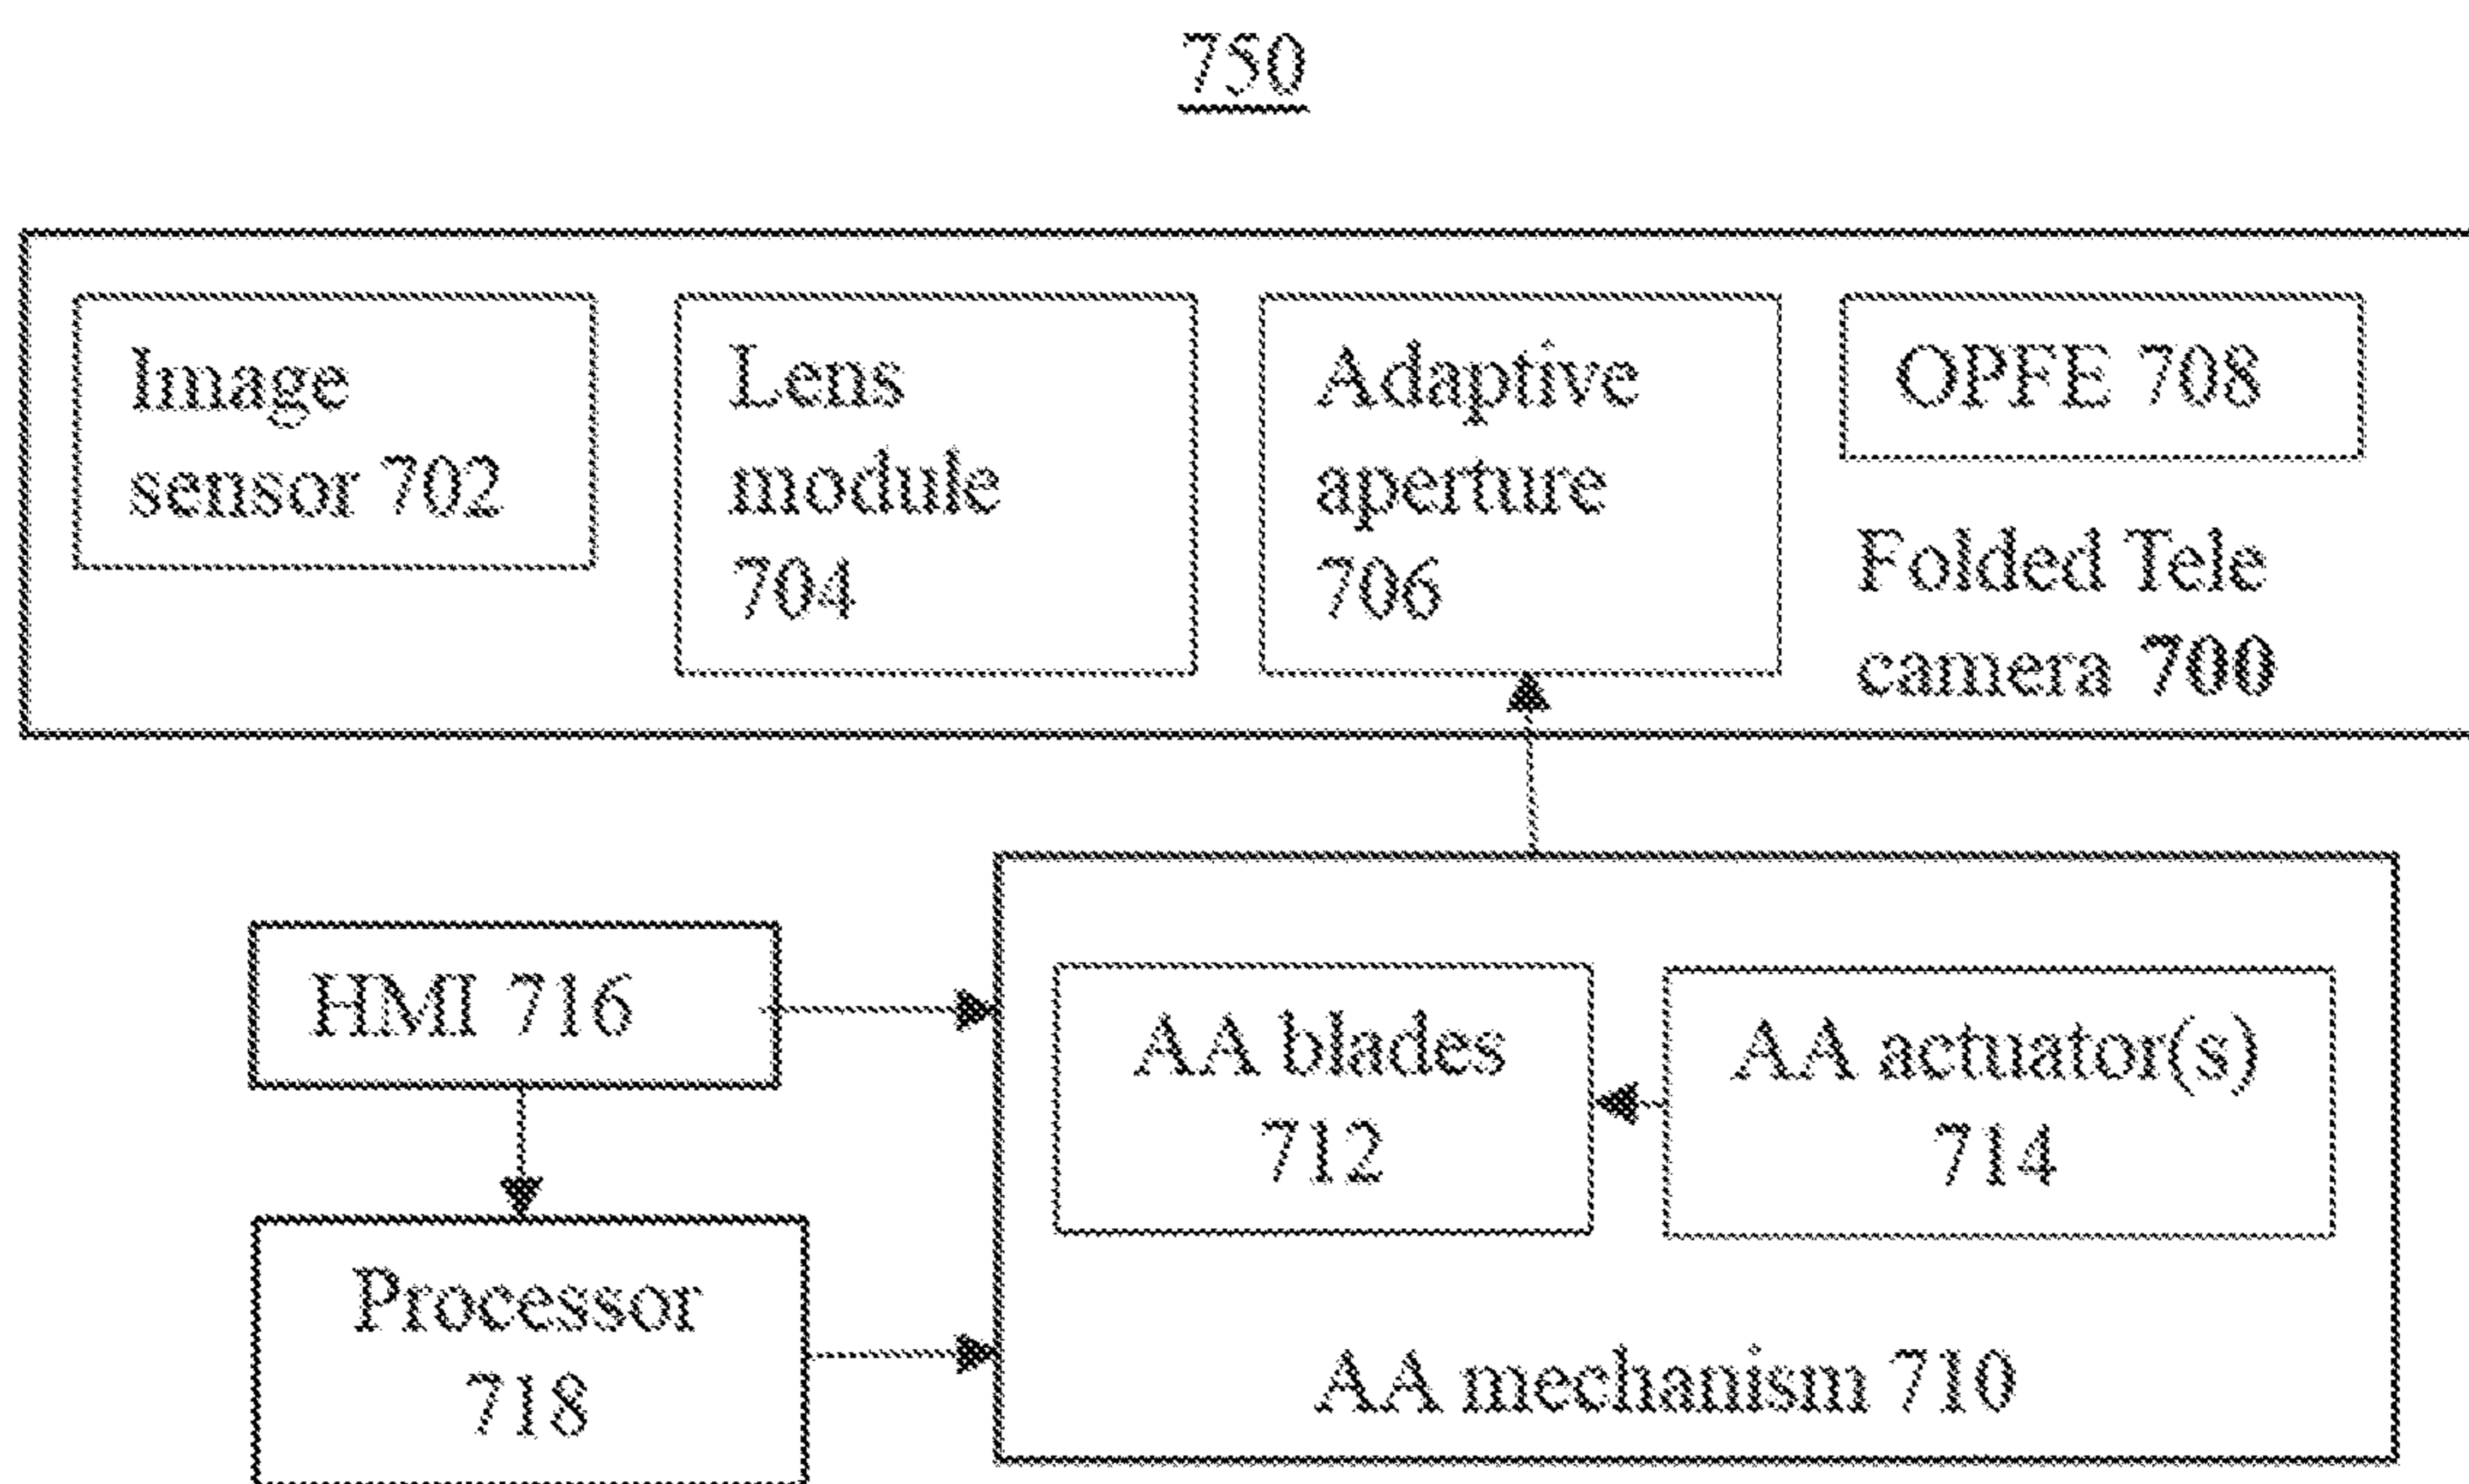 750
Image
sensor 702
Lens
module
704
Adaptive
aperture
706
OPFE 708
Folded Tele
camera 700
HMI 716
AA blades
712
AA actuator(s)
714
Processor
718
AA mechanism 710